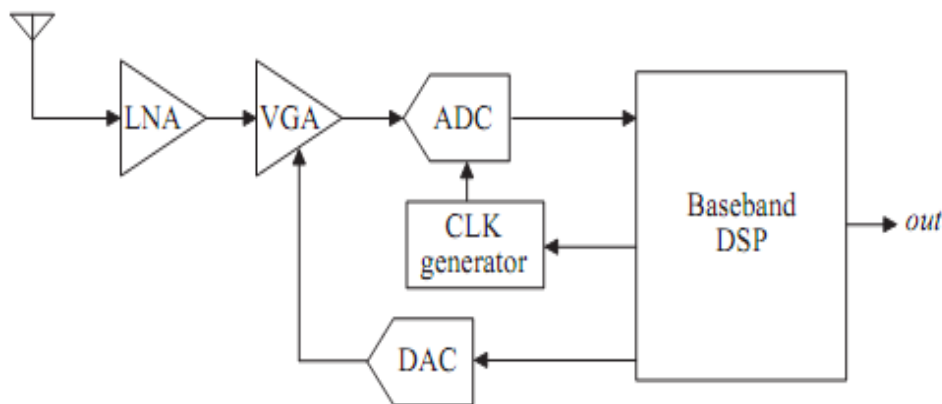 LNA
VGA
ADC
CLK
generator
DAC
Baseband
DSP
out